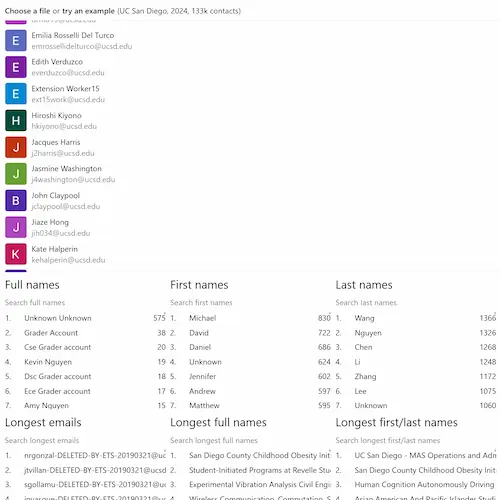 Choose a file or try an example (UC San Diego, 2024, 133k contacts)
E Emilia Rosselli Del Turco
emrossellidelturco@ucsd.edu
E Edith Verduzco
everduzco@ucsd.edu
E Extension Worker15
ext15work@ucsd.edu
H Hiroshi Kiyono
hkiyono@ucsd.edu
J Jacques Harris
j2harris@ucsd.edu
J Jasmine Washington
j4washington@ucsd.edu
B John Claypool
jclaypool@ucsd.edu
J Jiaze Hong
jih034@ucsd.edu
K Kate Halperin
kehalperin@ucsd.edu
Full names
Search full names
1. Unknown Unknown 575
2. Grader Account 38
3. Cse Grader account 20
4. Kevin Nguyen 19
5. Dsc Grader account 18
6. Ece Grader account 17
7. Amy Nguyen 15
First names
Search first names
1. Michael 830
2. David 722
3. Daniel 686
4. Unknown 624
5. Jennifer 602
6. Andrew 597
7. Matthew 595
Last names
Search last names
1. Wang 1366
2. Nguyen 1326
3. Chen 1268
4. Li 1248
5. Zhang 1172
6. Lee 1075
7. Unknown 1060
Longest emails
Search longest emails
1. nrgonzal-DELETED-BY-ETS-20190321@uc
2. jtvillan-DELETED-BY-ETS-20190321@ucs
3. sgollamu-DELETED-BY-ETS-20190321@u
Longest full names
Search longest full names
1. San Diego County Childhood Obesity Init
2. Student-Initiated Programs at Revelle Stu
3. Experimental Vibration Analysis Civil Engi
4. Wireless Communication, Computation, S
Longest first/last names
Search longest first/last names
1. UC San Diego - MAS Operations and Adm
2. San Diego County Childhood Obesity Init
3. Human Cognition Autonomously Driving
4. Asian American And Pacific Islander Stud